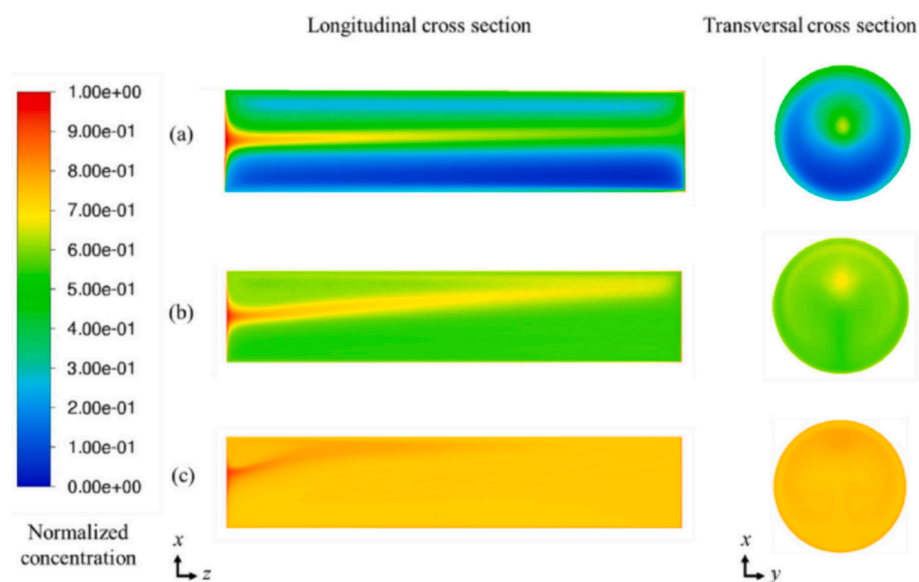 Longitudinal cross section
Transversal cross section
1.00e+00
9.00e-01
8.00e-01
7.00e-01
6.00e-01
5.00e-01
4.00e-01
3.00e-01
2.00e-01
1.00e-01
0.00e+00
Normalized
concentration
(a)
(b)
(c)
x
z
x
y